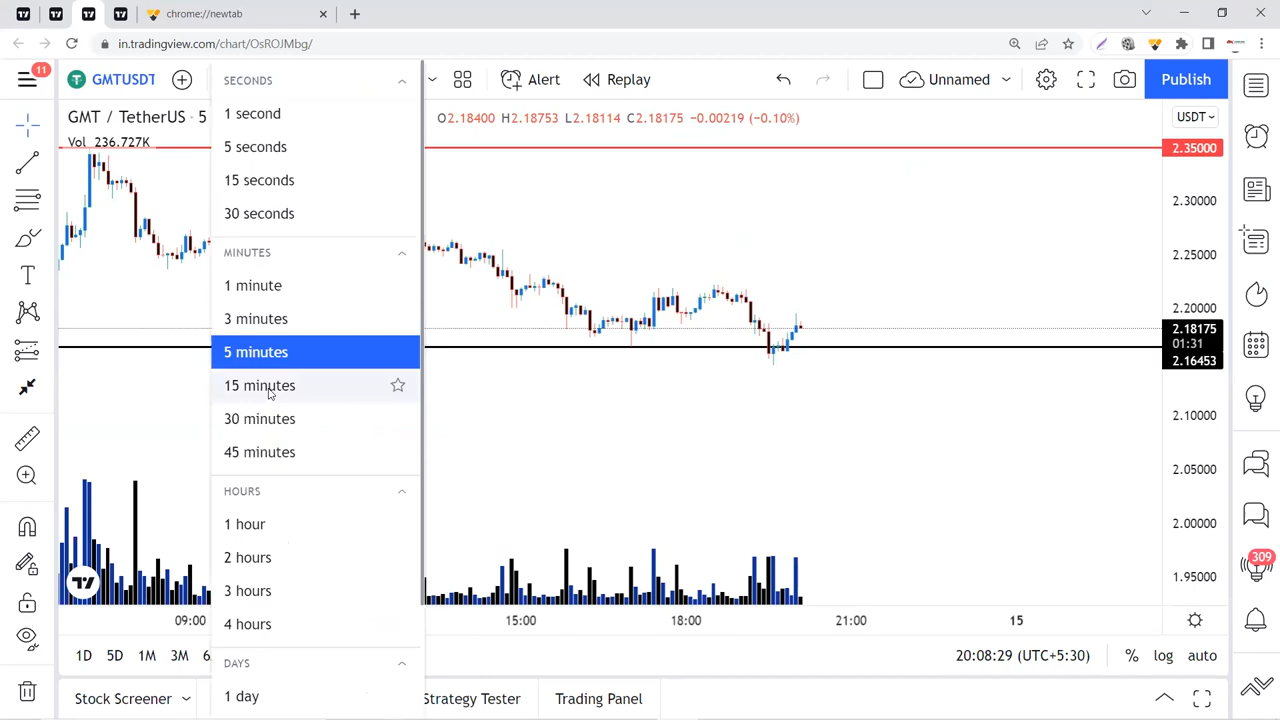 chrome://newtab
in.tradingview.com/chart/OsROJMbg/
11
GMTUSDT
Alert
Replay
Unnamed
Publish
GMT / TetherUS · 5
O2.18400 H2.18753 L2.18114 C2.18175 −0.00219 (−0.10%)
Vol 236.727K
USDT
SECONDS
1 second
5 seconds
15 seconds
30 seconds
MINUTES
1 minute
3 minutes
5 minutes
15 minutes
30 minutes
45 minutes
HOURS
1 hour
2 hours
3 hours
4 hours
DAYS
1 day
2.35000
2.30000
2.25000
2.20000
2.18175
01:31
2.16453
2.10000
2.05000
2.00000
1.95000
309
09:00
15:00
18:00
21:00
15
1D
5D
1M
3M
20:08:29 (UTC+5:30)
%
log
auto
Stock Screener
Strategy Tester
Trading Panel